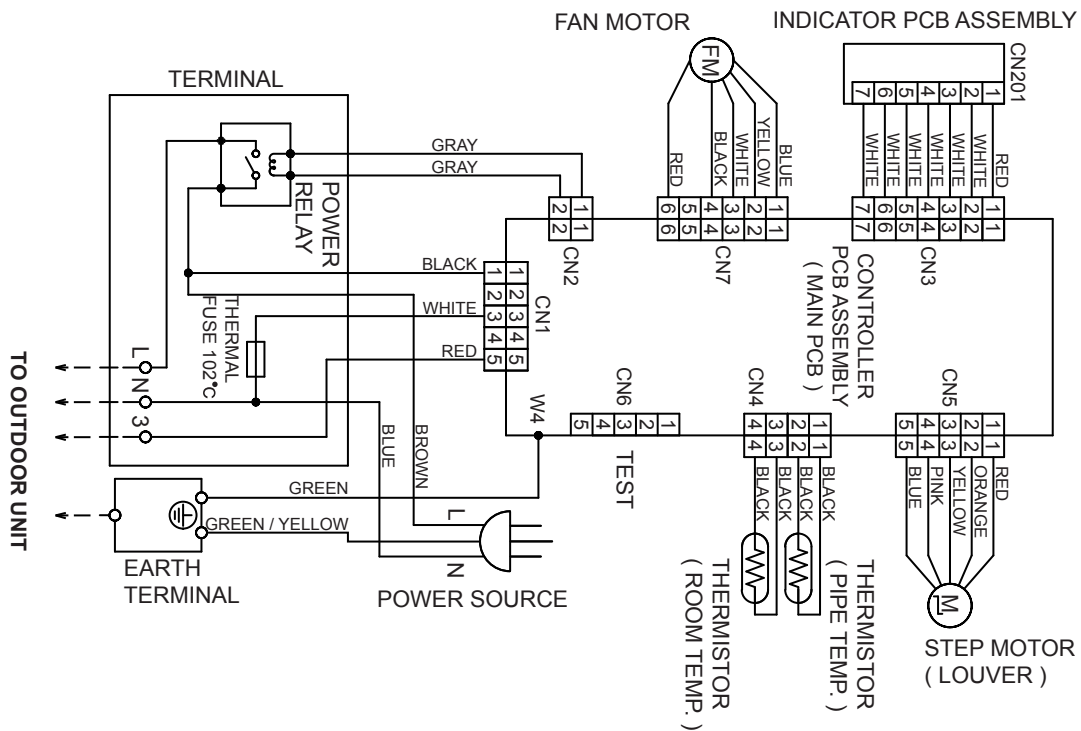 FAN MOTOR
INDICATOR PCB ASSEMBLY
FM
CN201
7 6 5 4 3 2 1
WHITE
WHITE
WHITE
WHITE
WHITE
WHITE
RED
7 6 5 4 3 2 1
7 6 5 4 3 2 1
CN3
RED
BLACK
WHITE
YELLOW
BLUE
6 5 4 3 2 1
6 5 4 3 2 1
CN7
TERMINAL
POWER
RELAY
GRAY
GRAY
2 1
2 1
CN2
BLACK
WHITE
RED
1 1
2 2
3 3
4 4
5 5
CN1
THERMAL
FUSE 102°C
L
N
3
TO OUTDOOR UNIT
CONTROLLER
PCB ASSEMBLY
( MAIN PCB )
W4
CN6
5 4 3 2 1
TEST
CN4
4 3 2 1
4 3 2 1
BLACK
BLACK
BLACK
BLACK
THERMISTOR
( ROOM TEMP. )
THERMISTOR
( PIPE TEMP. )
CN5
5 4 3 2 1
5 4 3 2 1
BLUE
PINK
YELLOW
ORANGE
RED
M
STEP MOTOR
( LOUVER )
BLUE
BROWN
GREEN
GREEN / YELLOW
L
N
POWER SOURCE
EARTH
TERMINAL